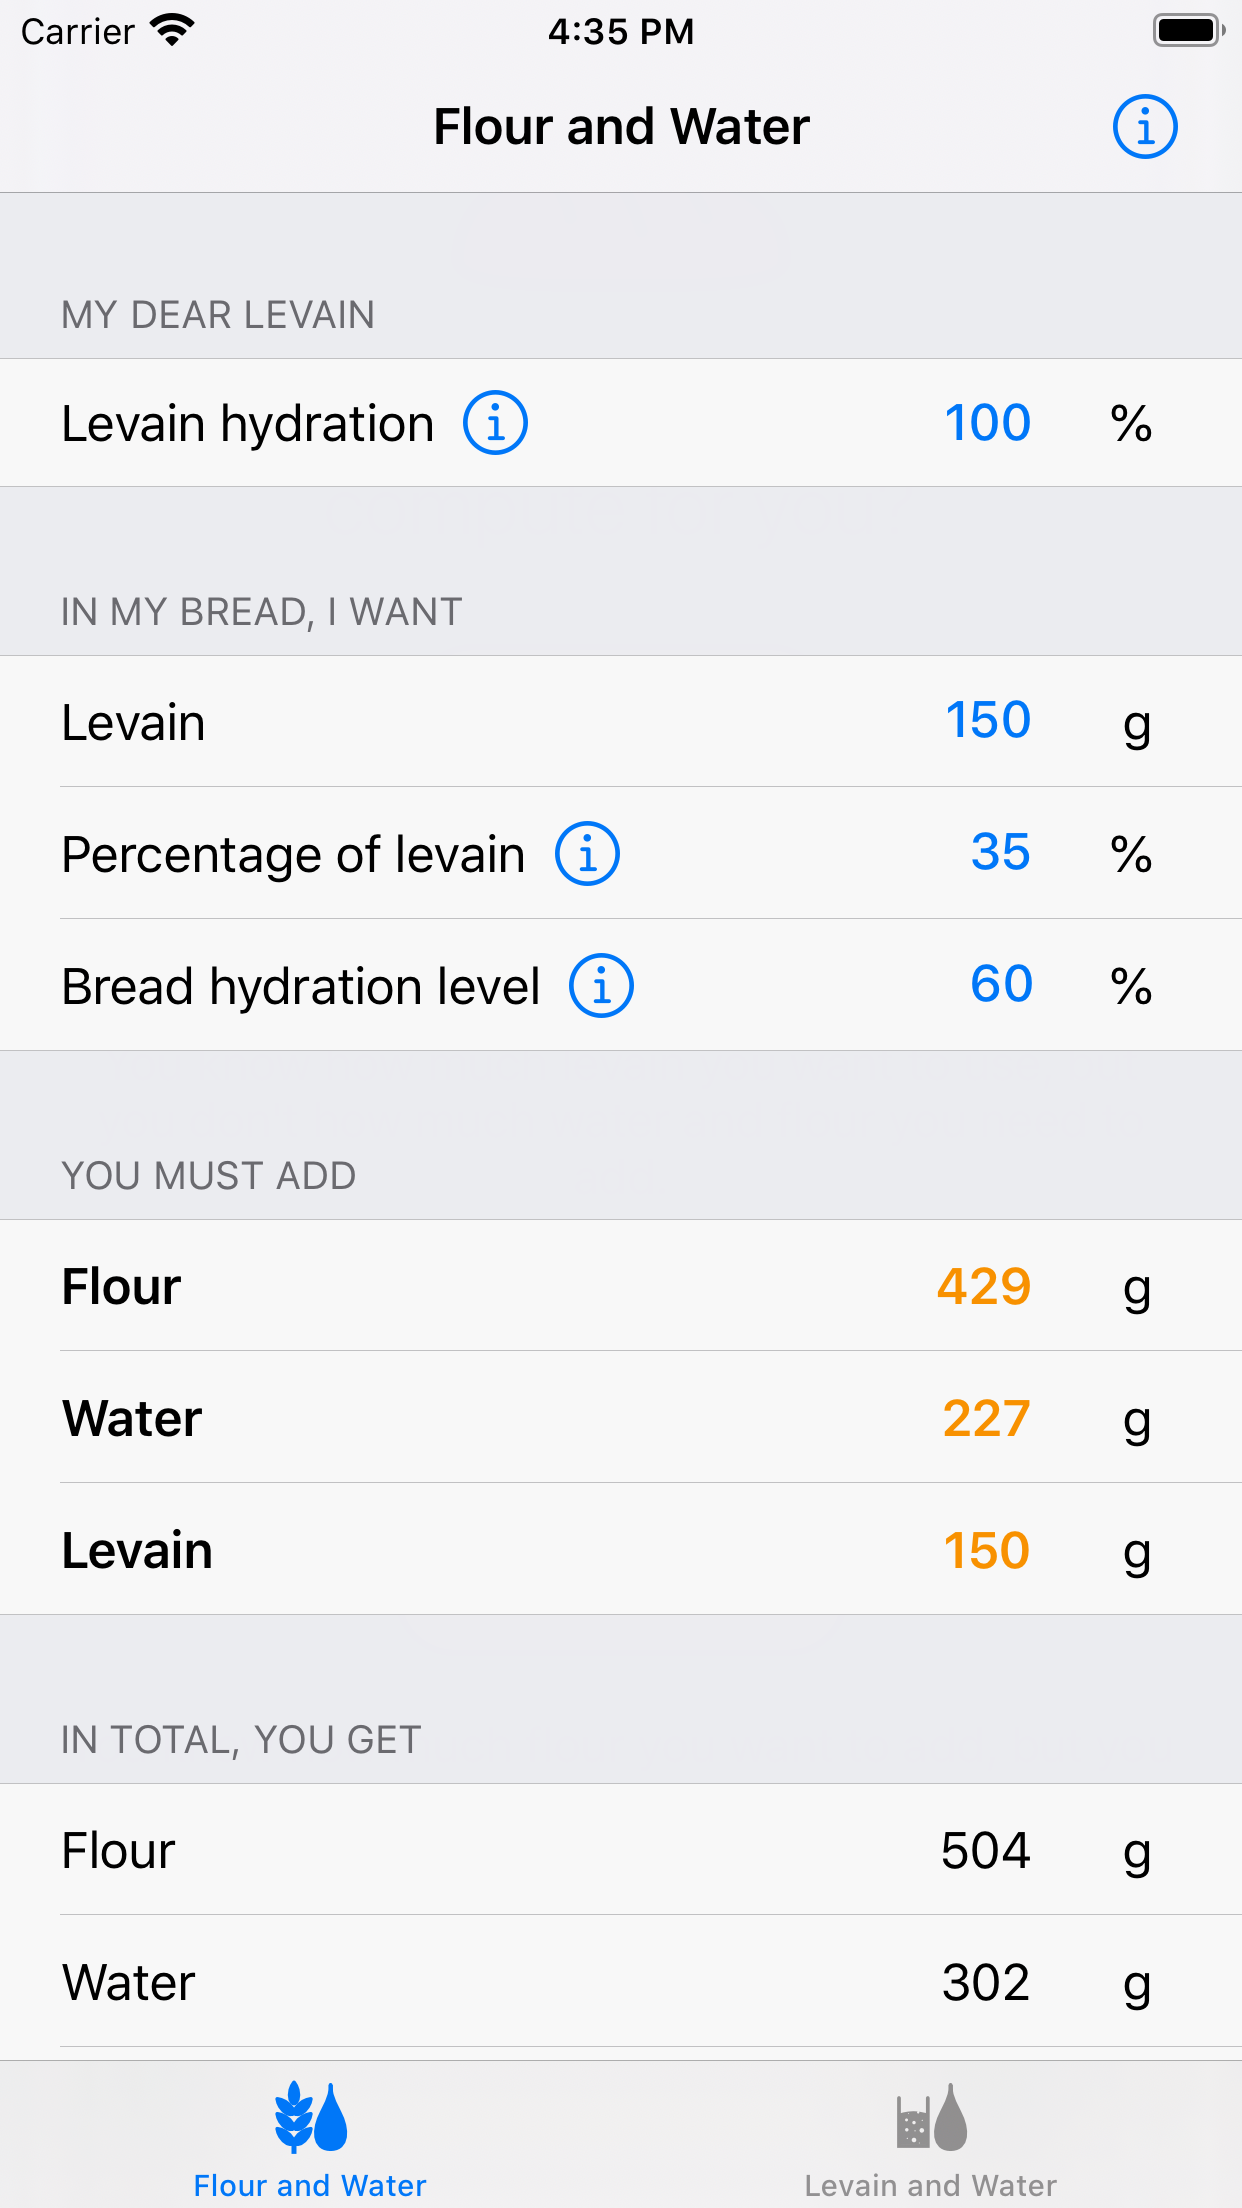 Carrier 4:35 PM
Flour and Water
MY DEAR LEVAIN
Levain hydration 100 %
IN MY BREAD, I WANT
Levain 150 g
Percentage of levain 35 %
Bread hydration level 60 %
YOU MUST ADD
Flour 429 g
Water 227 g
Levain 150 g
IN TOTAL, YOU GET
Flour 504 g
Water 302 g
Flour and Water Levain and Water